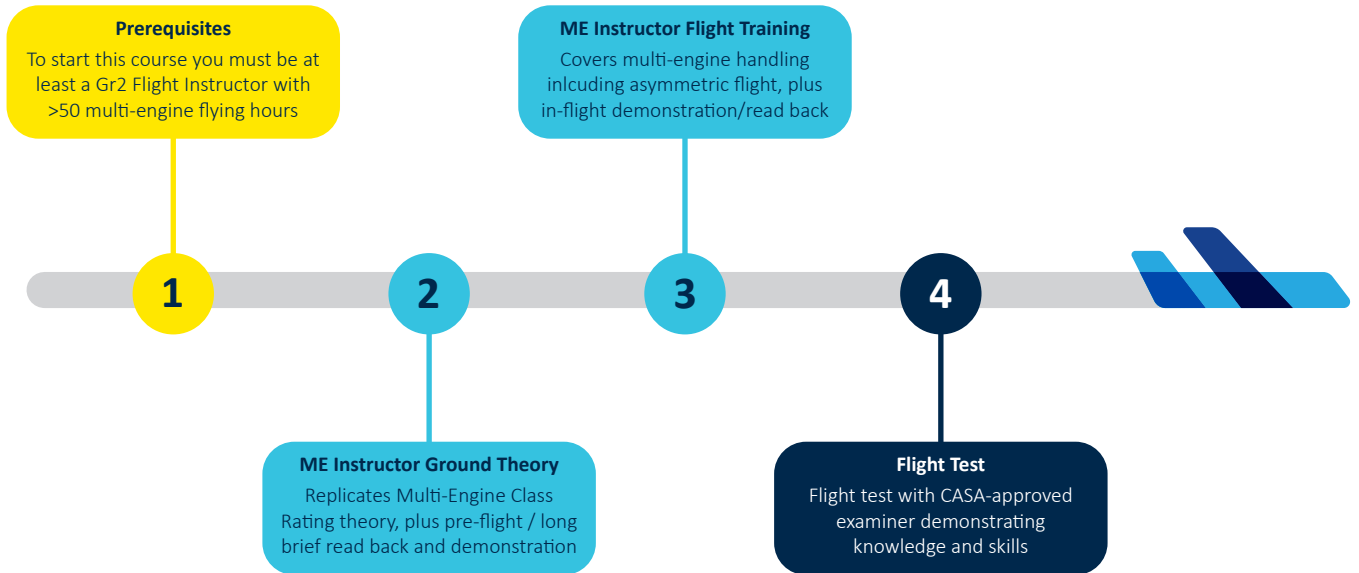 Prerequisites
To start this course you must be at
least a Gr2 Flight Instructor with
>50 multi-engine flying hours
ME Instructor Flight Training
Covers multi-engine handling
inlcuding asymmetric flight, plus
in-flight demonstration/read back
1
2
3
4
ME Instructor Ground Theory
Replicates Multi-Engine Class
Rating theory, plus pre-flight / long
brief read back and demonstration
Flight Test
Flight test with CASA-approved
examiner demonstrating
knowledge and skills